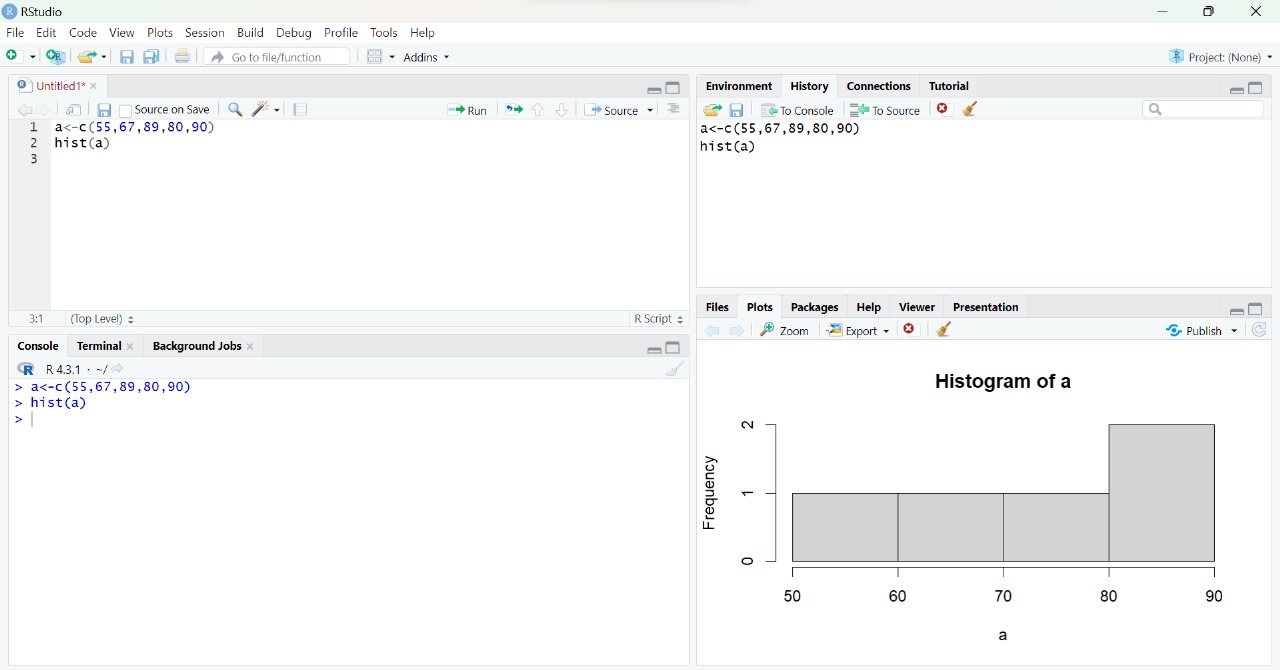 RStudio
File Edit Code View Plots Session Build Debug Profile Tools Help
Go to file/function Addins Project: (None)
Untitled1*
Source on Save Run Source
1 a<-c(55,67,89,80,90)
2 hist(a)
3
3:1 (Top Level) R Script
Console Terminal Background Jobs
R 4.3.1 · ~/
> a<-c(55,67,89,80,90)
> hist(a)
>
Environment History Connections Tutorial
To Console To Source
a<-c(55,67,89,80,90)
hist(a)
Files Plots Packages Help Viewer Presentation
Zoom Export Publish
Histogram of a
Frequency
2
1
0
50 60 70 80 90
a